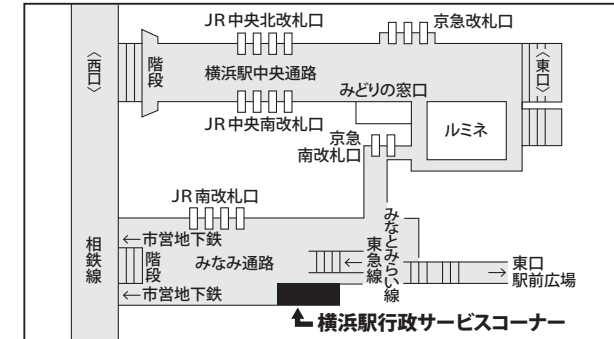 JR中央北改札口
京急改札口
〈西口〉
階段
横浜駅中央通路
〈東口〉
みどりの窓口
JR中央南改札口
京急
南改札口
ルミネ
JR南改札口
相鉄線
←市営地下鉄
階段
みなみ通路
←
東急線
みなとみらい線
→
東口
駅前広場
←市営地下鉄
横浜駅行政サービスコーナー